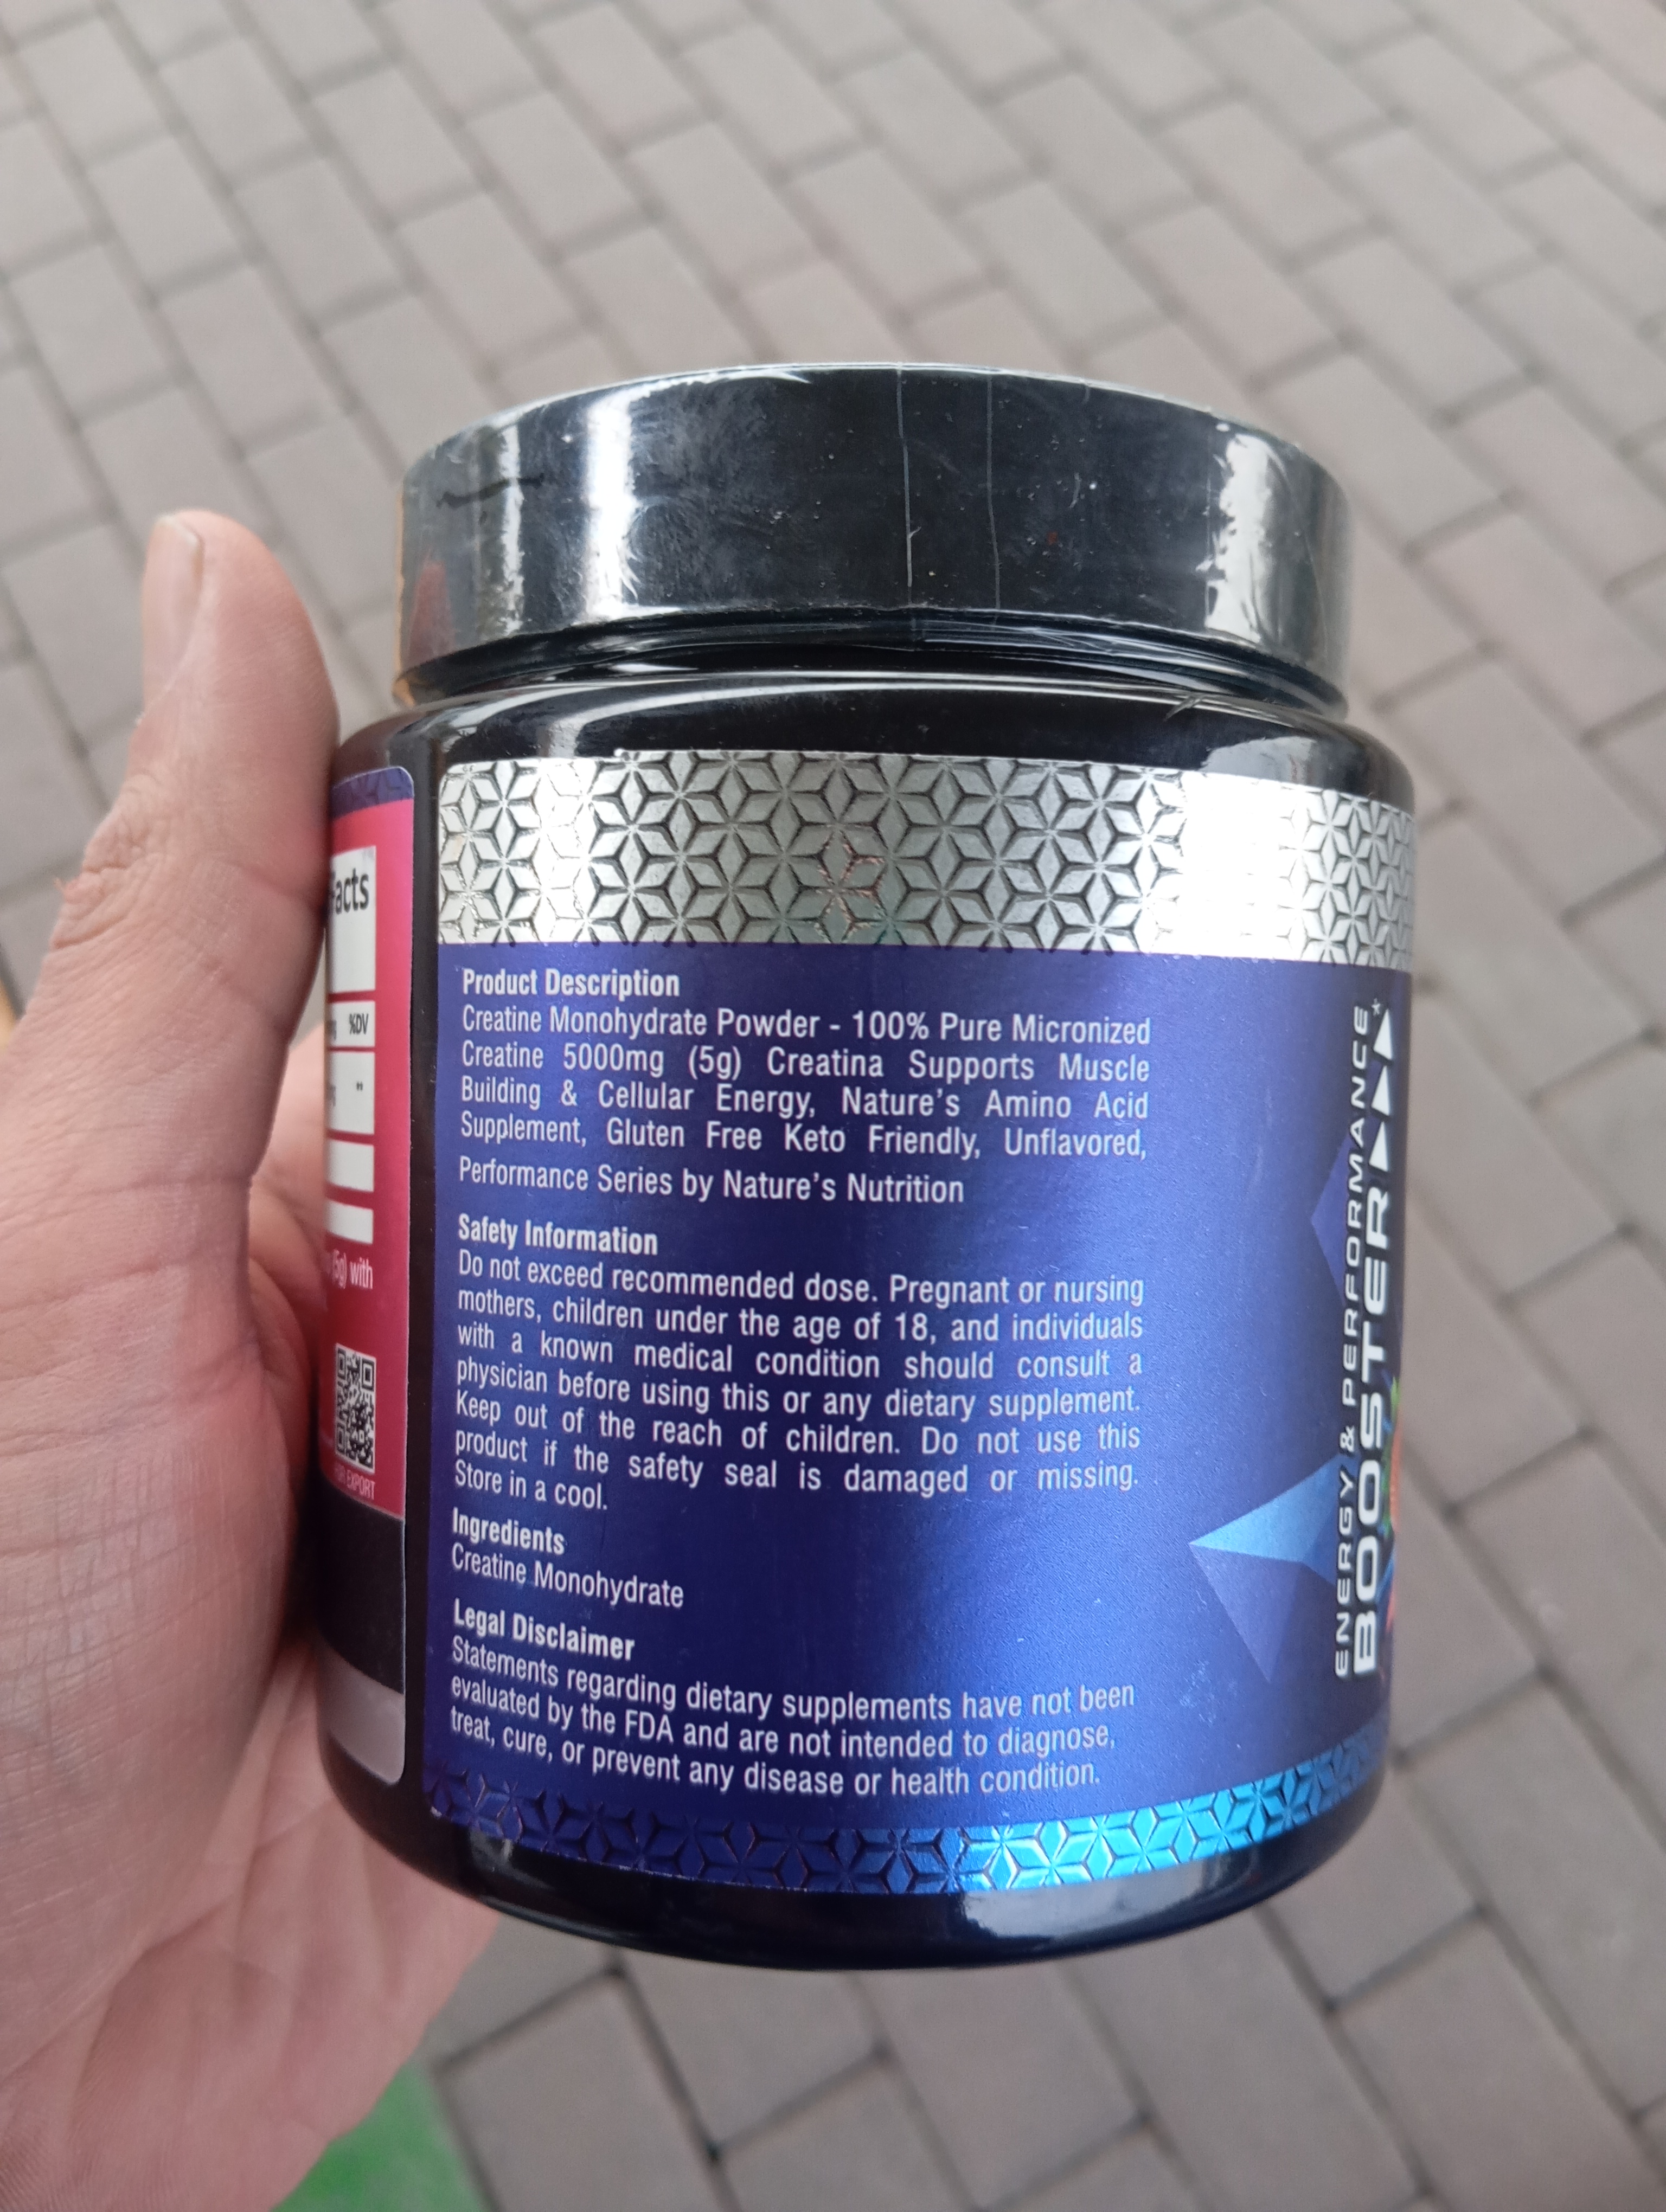 Facts
%DV
**
(5g) with
EXPORT
Product Description
Creatine Monohydrate Powder - 100% Pure Micronized
Creatine 5000mg (5g) Creatina Supports Muscle
Building & Cellular Energy, Nature's Amino Acid
Supplement, Gluten Free Keto Friendly, Unflavored,
Performance Series by Nature's Nutrition
Safety Information
Do not exceed recommended dose. Pregnant or nursing
mothers, children under the age of 18, and individuals
with a known medical condition should consult a
physician before using this or any dietary supplement.
Keep out of the reach of children. Do not use this
product if the safety seal is damaged or missing.
Store in a cool.
Ingredients
Creatine Monohydrate
Legal Disclaimer
Statements regarding dietary supplements have not been
evaluated by the FDA and are not intended to diagnose,
treat, cure, or prevent any disease or health condition.
ENERGY & PERFORMANCE*
BOOSTER